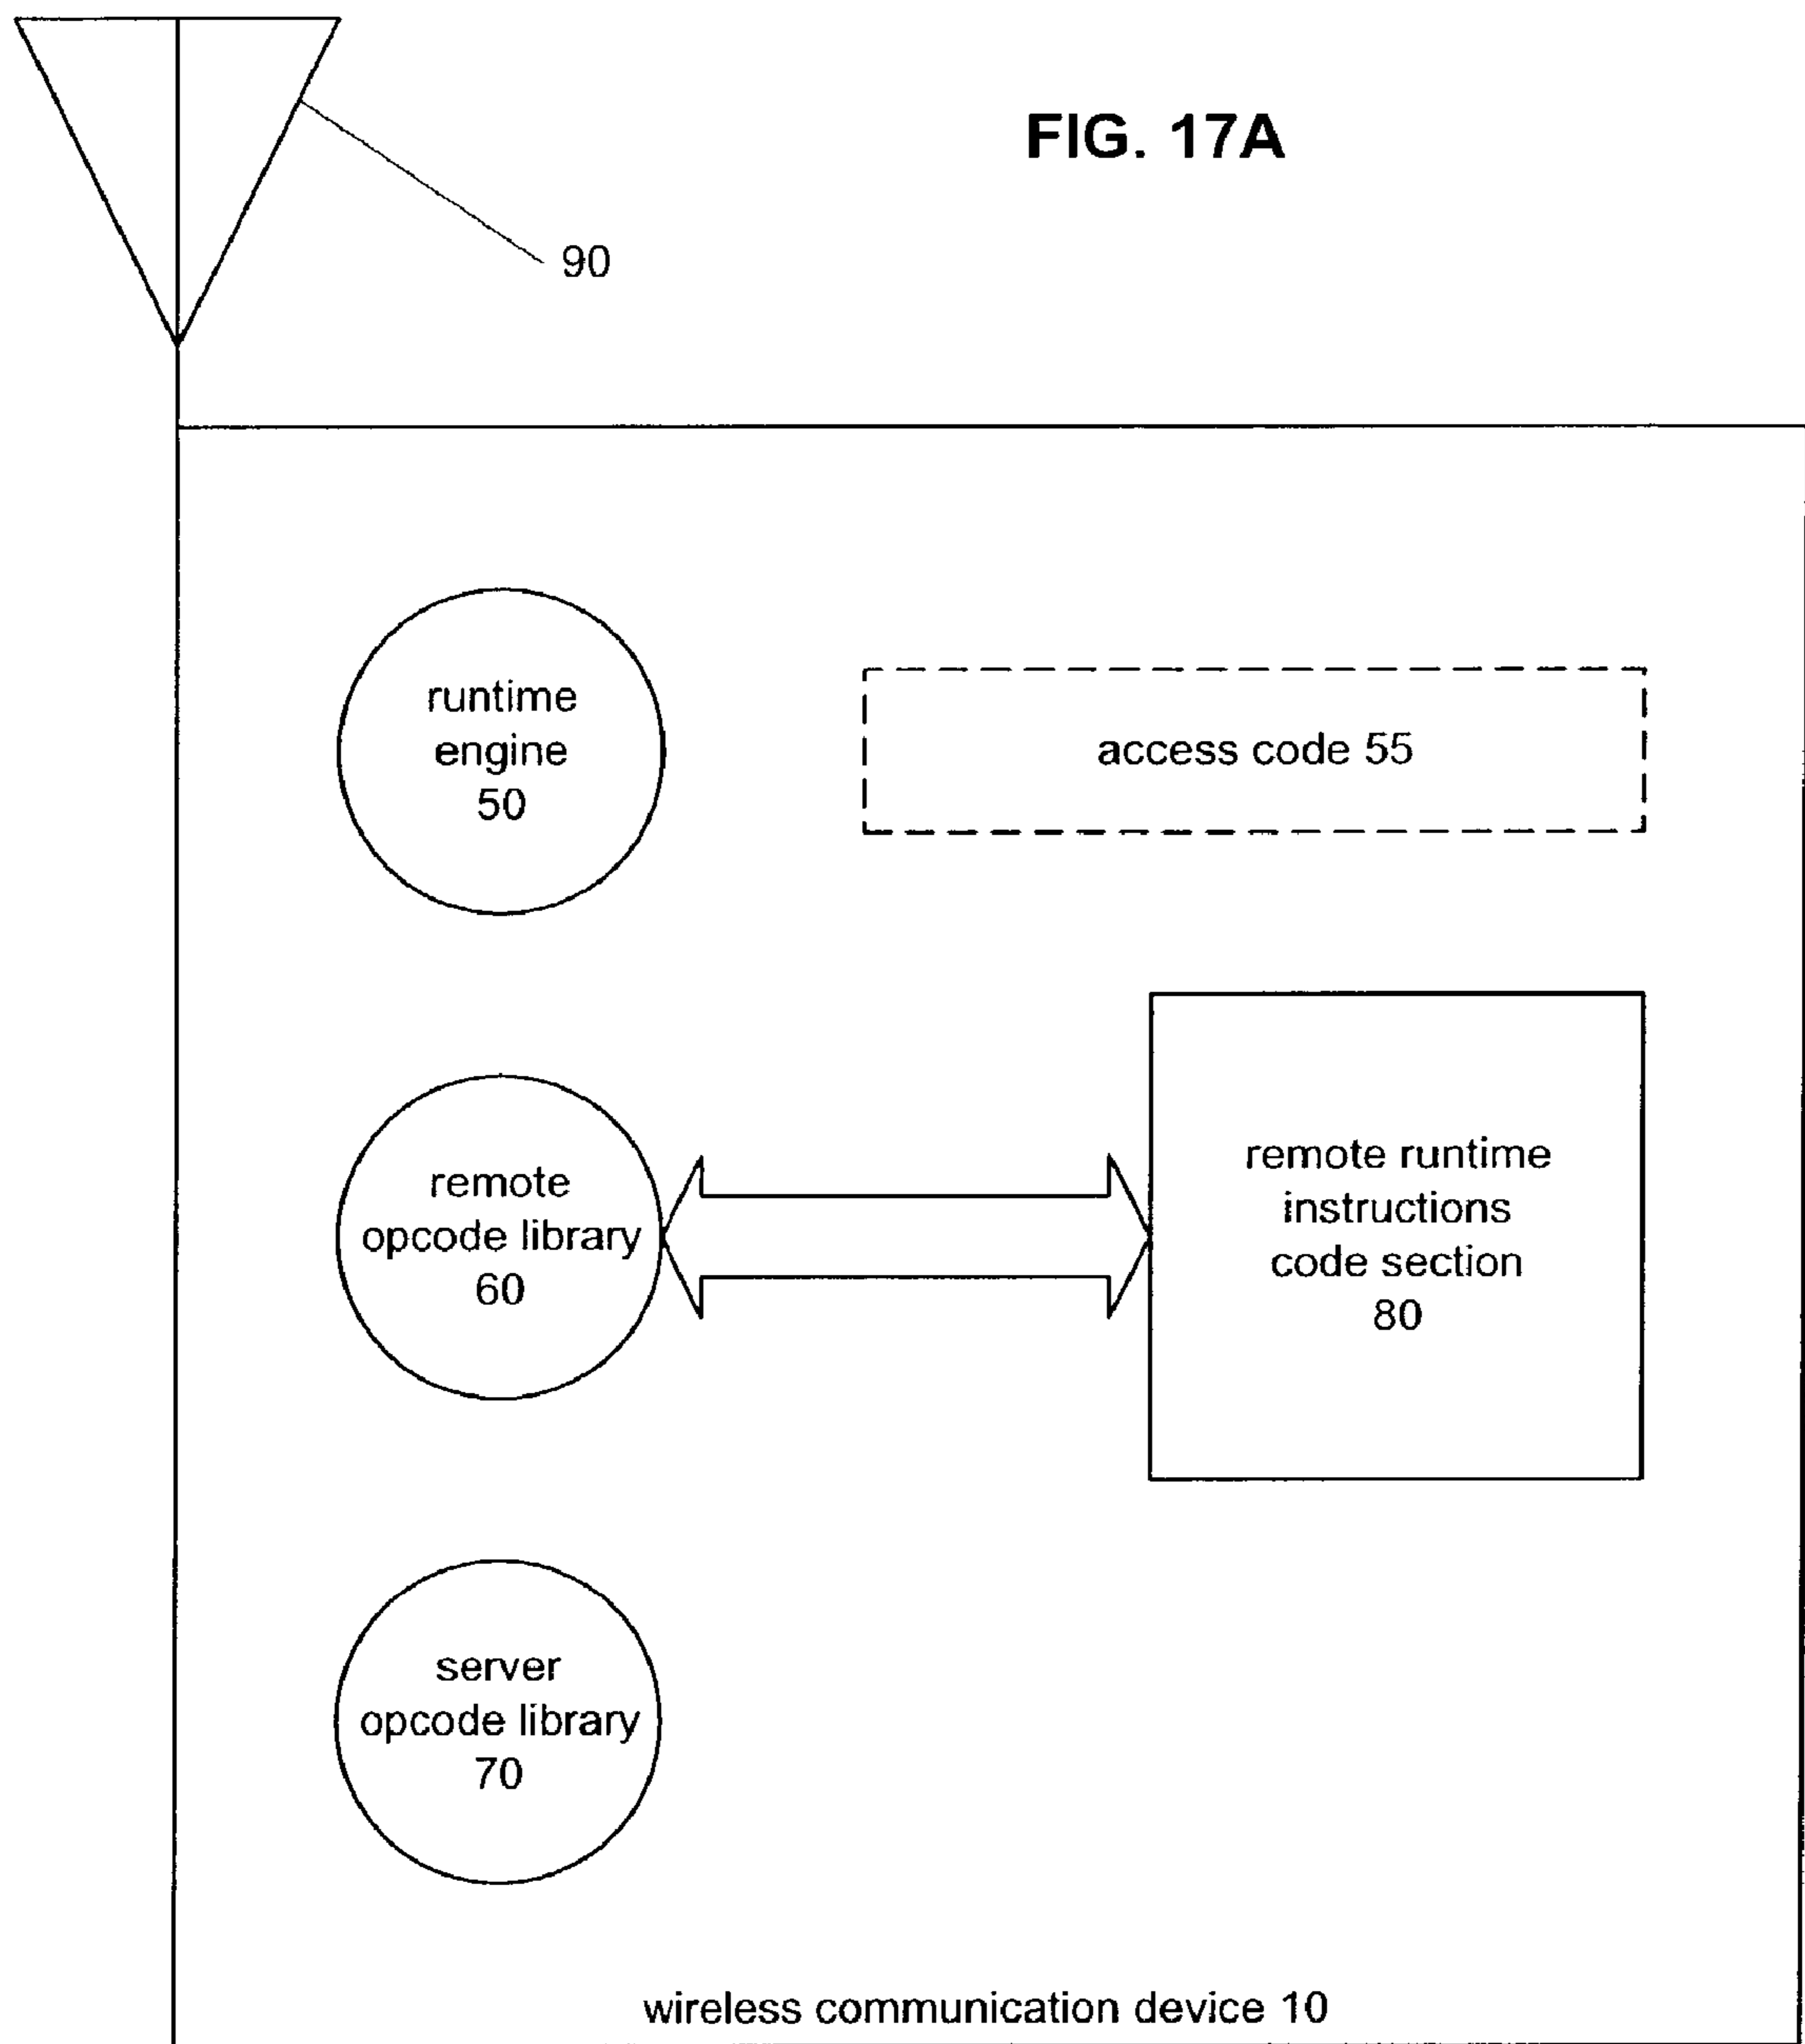 FIG. 17A
90
runtime
engine
50
access code 55
remote
opcode library
60
remote runtime
instructions
code section
80
server
opcode library
70
wireless communication device 10